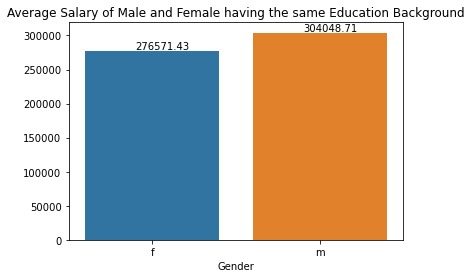 Average Salary of Male and Female having the same Education Background
300000
250000
200000
150000
100000
50000
0
276571.43
304048.71
f
m
Gender